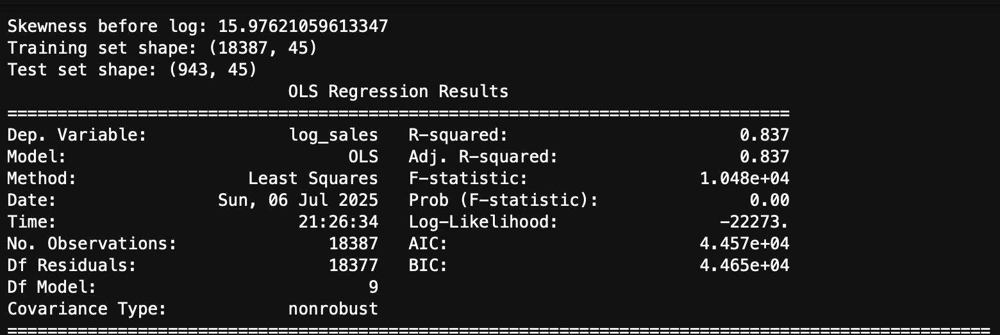 Skewness before log: 15.97621059613347
Training set shape: (18387, 45)
Test set shape: (943, 45)
                            OLS Regression Results
==============================================================================
Dep. Variable:              log_sales   R-squared:                       0.837
Model:                            OLS   Adj. R-squared:                  0.837
Method:                 Least Squares   F-statistic:                 1.048e+04
Date:                Sun, 06 Jul 2025   Prob (F-statistic):               0.00
Time:                        21:26:34   Log-Likelihood:                -22273.
No. Observations:               18387   AIC:                         4.457e+04
Df Residuals:                   18377   BIC:                         4.465e+04
Df Model:                           9
Covariance Type:            nonrobust
==================================================================================================